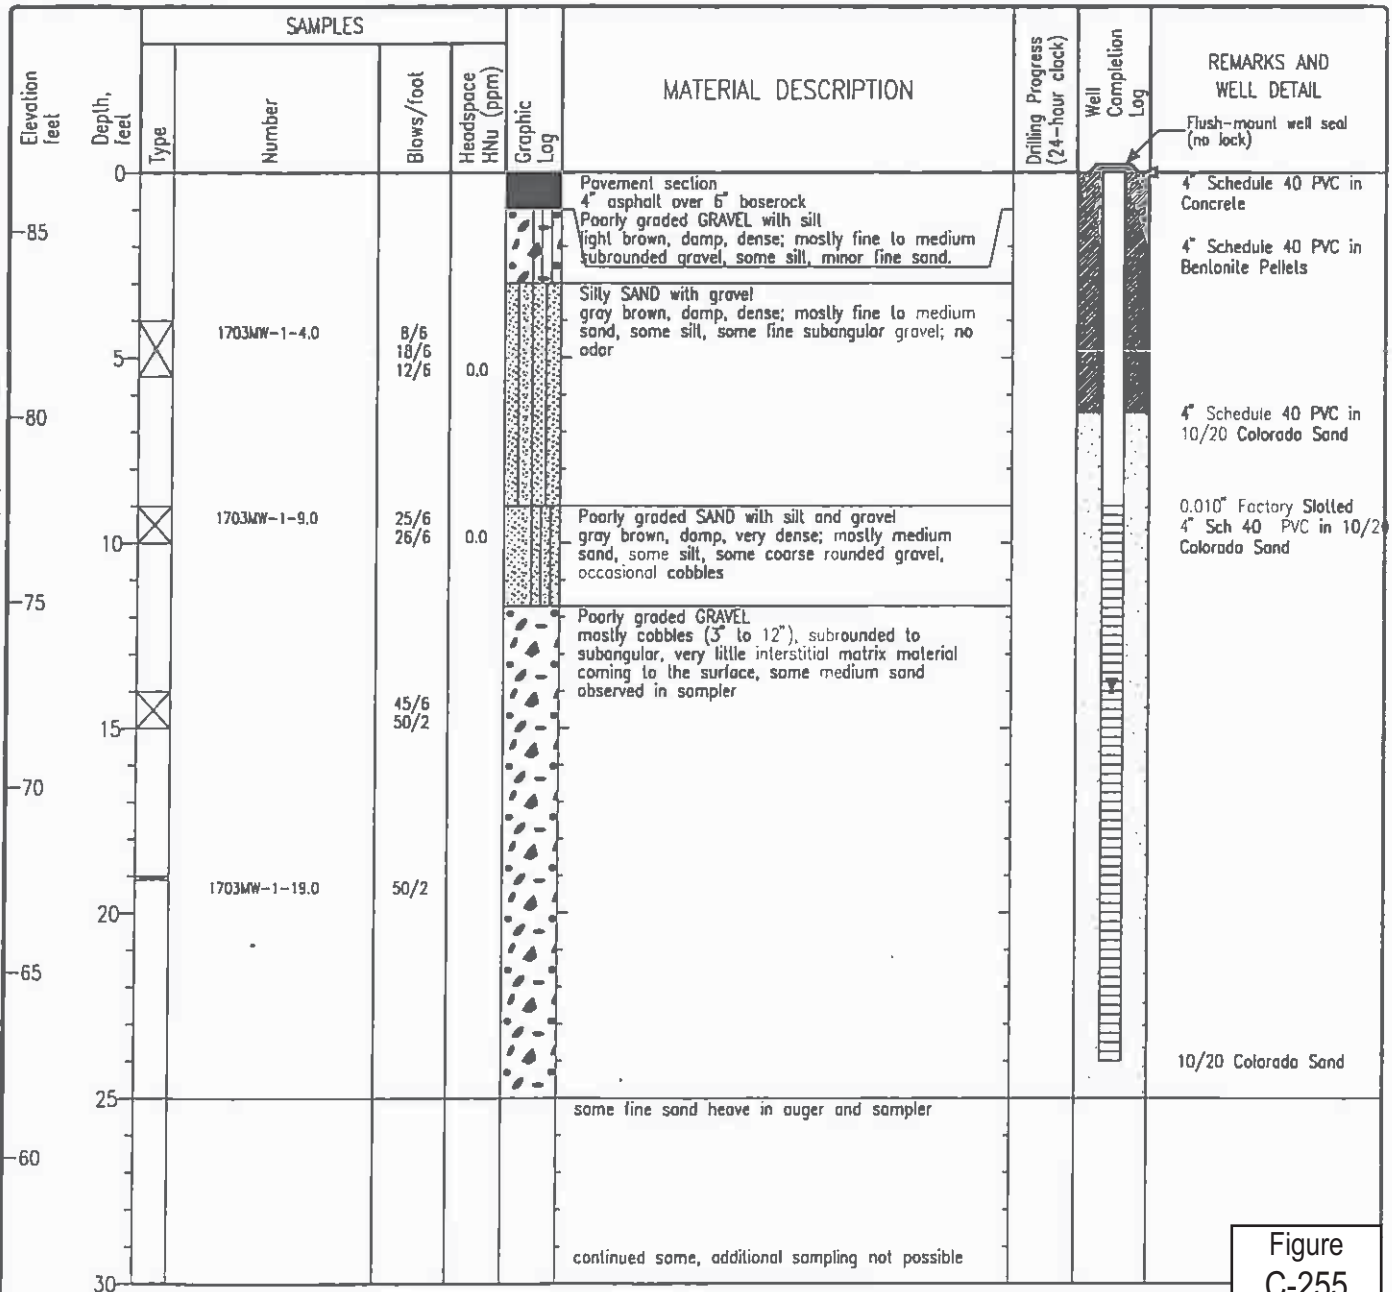 SAMPLES
Elevation feet
Depth, feet
Type
Number
Blows/foot
Headspace HNu (ppm)
Graphic Log
MATERIAL DESCRIPTION
Drilling Progress (24-hour clock)
Well Completion Log
REMARKS AND
WELL DETAIL
Flush-mount well seal
(no lock)
0
Pavement section
4" asphalt over 6" baserock
Poorly graded GRAVEL with silt
light brown, damp, dense; mostly fine to medium
subrounded gravel, some silt, minor fine sand.
4" Schedule 40 PVC in
Concrete
85
4" Schedule 40 PVC in
Bentonite Pellets
Silty SAND with gravel
gray brown, damp, dense; mostly fine to medium
sand, some silt, some fine subangular gravel; no
odor
1703MW-1-4.0
8/6
18/6
12/6
0.0
5
80
4" Schedule 40 PVC in
10/20 Colorado Sand
1703MW-1-9.0
25/6
26/6
0.0
10
Poorly graded SAND with silt and gravel
gray brown, damp, very dense; mostly medium
sand, some silt, some coarse rounded gravel,
occasional cobbles
0.010" Factory Slotted
4" Sch 40 PVC in 10/20
Colorado Sand
75
Poorly graded GRAVEL
mostly cobbles (3" to 12"), subrounded to
subangular, very little interstitial matrix material
coming to the surface, some medium sand
observed in sampler
45/6
50/2
15
70
1703MW-1-19.0
50/2
20
65
10/20 Colorado Sand
25
some fine sand heave in auger and sampler
60
continued same, additional sampling not possible
30
Figure
C-255